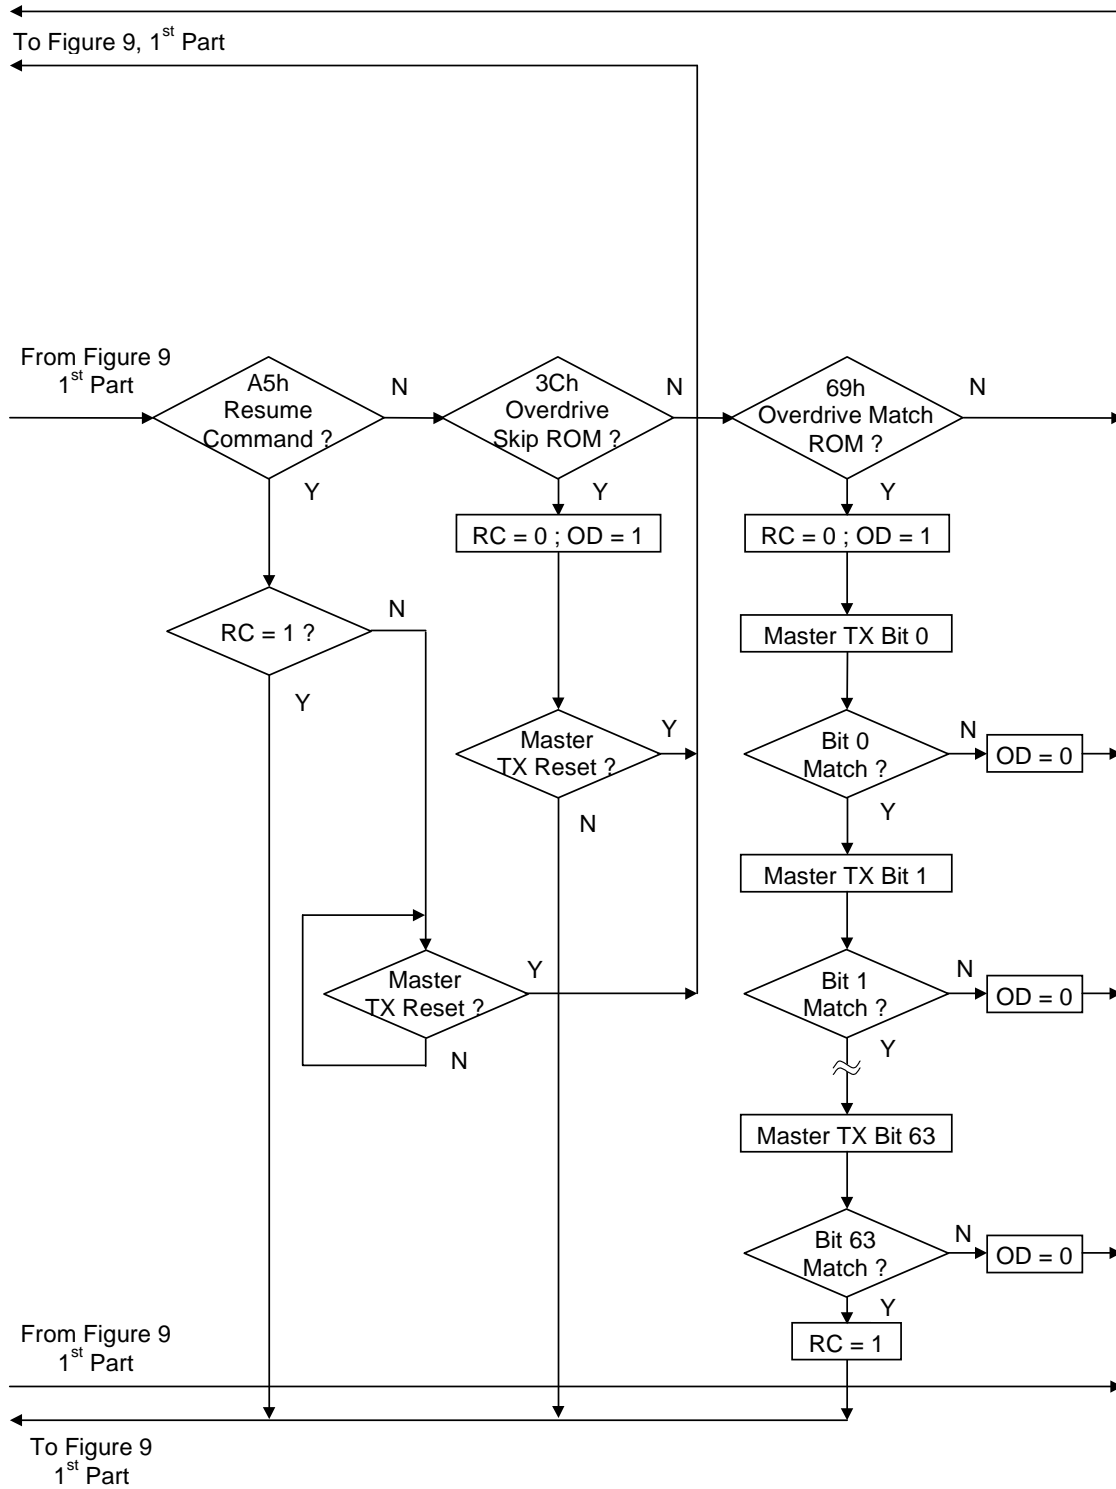 To Figure 9, 1st Part
From Figure 9
1st Part
A5h
Resume
Command ?
N
Y
3Ch
Overdrive
Skip ROM ?
N
Y
69h
Overdrive Match
ROM ?
N
Y
RC = 0 ; OD = 1
RC = 0 ; OD = 1
RC = 1 ?
N
Y
Master TX Bit 0
Master
TX Reset ?
Y
N
Bit 0
Match ?
N
OD = 0
Y
Master TX Bit 1
Master
TX Reset ?
Y
N
Bit 1
Match ?
N
OD = 0
Y
Master TX Bit 63
Bit 63
Match ?
N
OD = 0
Y
RC = 1
From Figure 9
1st Part
To Figure 9
1st Part